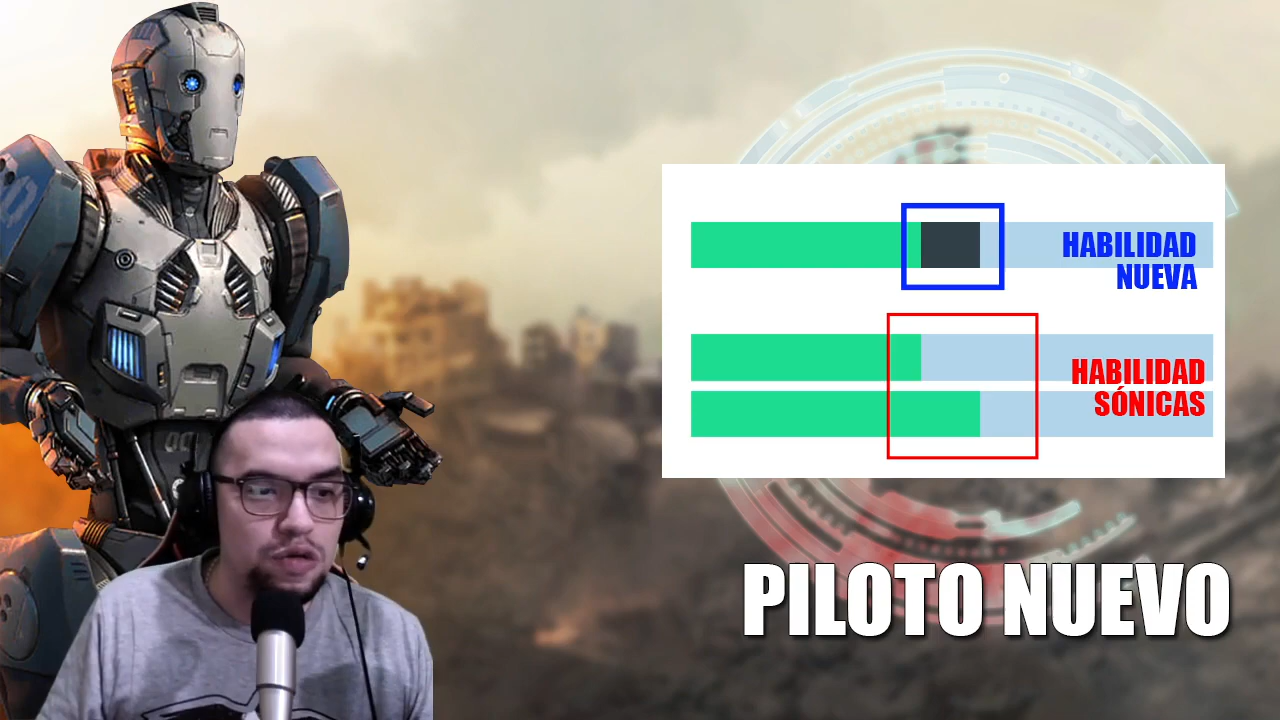 HABILIDAD
NUEVA
HABILIDAD
SÓNICAS
PILOTO NUEVO